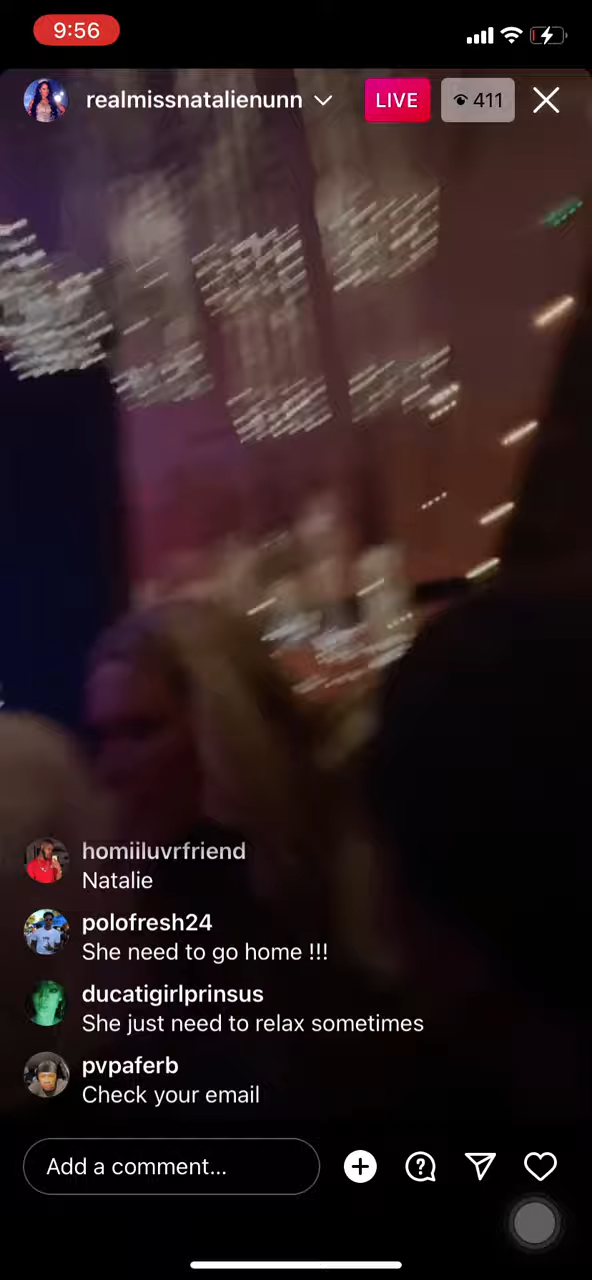 9:56
realmissnatalienunn
LIVE
411
homiiluvrfriend
Natalie
polofresh24
She need to go home !!!
ducatigirlprinsus
She just need to relax sometimes
pvpaferb
Check your email
Add a comment...